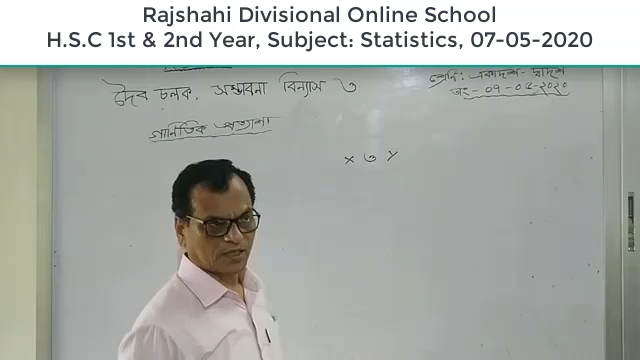 Rajshahi Divisional Online School
H.S.C 1st & 2nd Year, Subject: Statistics, 07-05-2020
শ্রেনি: একাদশ-দ্বাদশ
তাং- ০৭-০৫-২০২০
দৈব চলক, সম্ভাবনা বিন্যাস ও
গানিতিক প্রত্যাশা
X ও Y